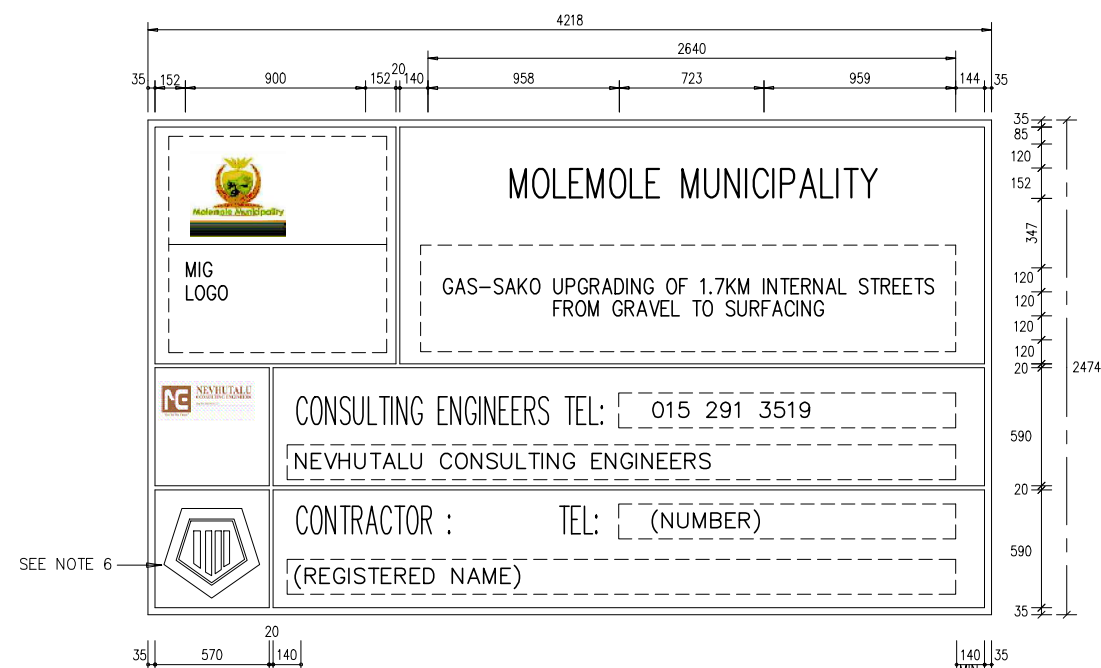 4218
2640
35 152 900 152 20 140 958 723 959 144 35
35
85
120
152
347
120
120
120
120
20
2474
590
20
590
35
Molemole Municipality
MIG
LOGO
MOLEMOLE MUNICIPALITY
GAS-SAKO UPGRADING OF 1.7KM INTERNAL STREETS
FROM GRAVEL TO SURFACING
NE NEVHUTALU
CONSULTING ENGINEERS
CONSULTING ENGINEERS TEL: 015 291 3519
NEVHUTALU CONSULTING ENGINEERS
CONTRACTOR : TEL: (NUMBER)
SEE NOTE 6
(REGISTERED NAME)
20
35 570 140 140 35